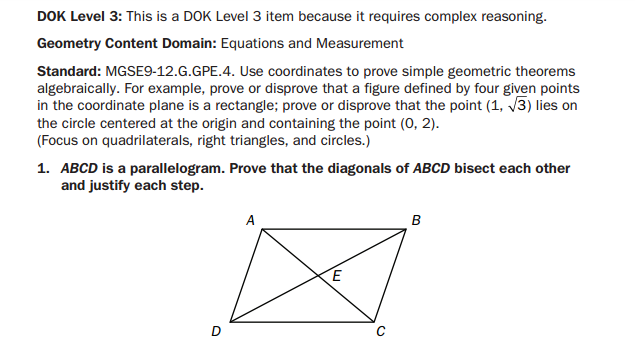 DOK Level 3: This is a DOK Level 3 item because it requires complex reasoning.
Geometry Content Domain: Equations and Measurement
Standard: MGSE9-12.G.GPE.4. Use coordinates to prove simple geometric theorems
algebraically. For example, prove or disprove that a figure defined by four given points
in the coordinate plane is a rectangle; prove or disprove that the point (1, √3) lies on
the circle centered at the origin and containing the point (0, 2).
(Focus on quadrilaterals, right triangles, and circles.)
1. ABCD is a parallelogram. Prove that the diagonals of ABCD bisect each other
and justify each step.
A B
E
D C